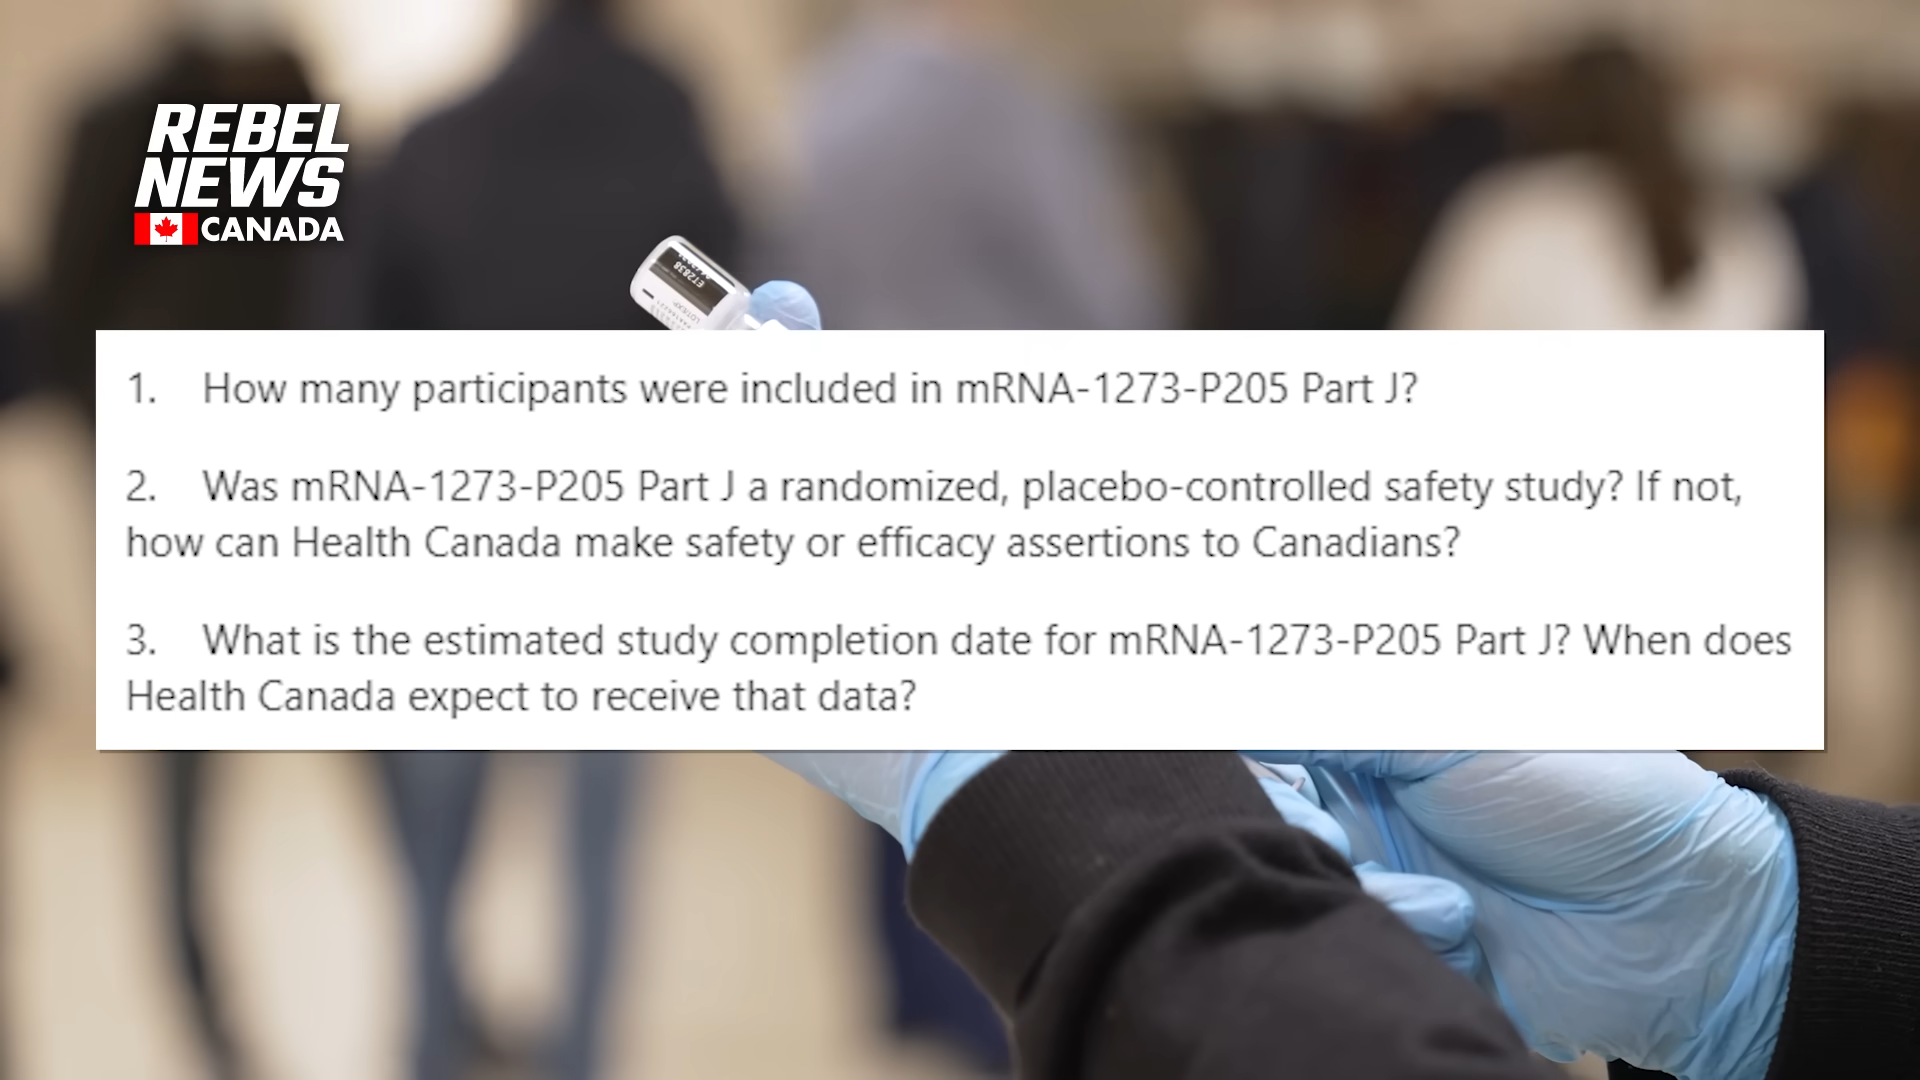 REBEL
NEWS
CANADA
ET2838
1. How many participants were included in mRNA-1273-P205 Part J?
2. Was mRNA-1273-P205 Part J a randomized, placebo-controlled safety study? If not,
how can Health Canada make safety or efficacy assertions to Canadians?
3. What is the estimated study completion date for mRNA-1273-P205 Part J? When does
Health Canada expect to receive that data?